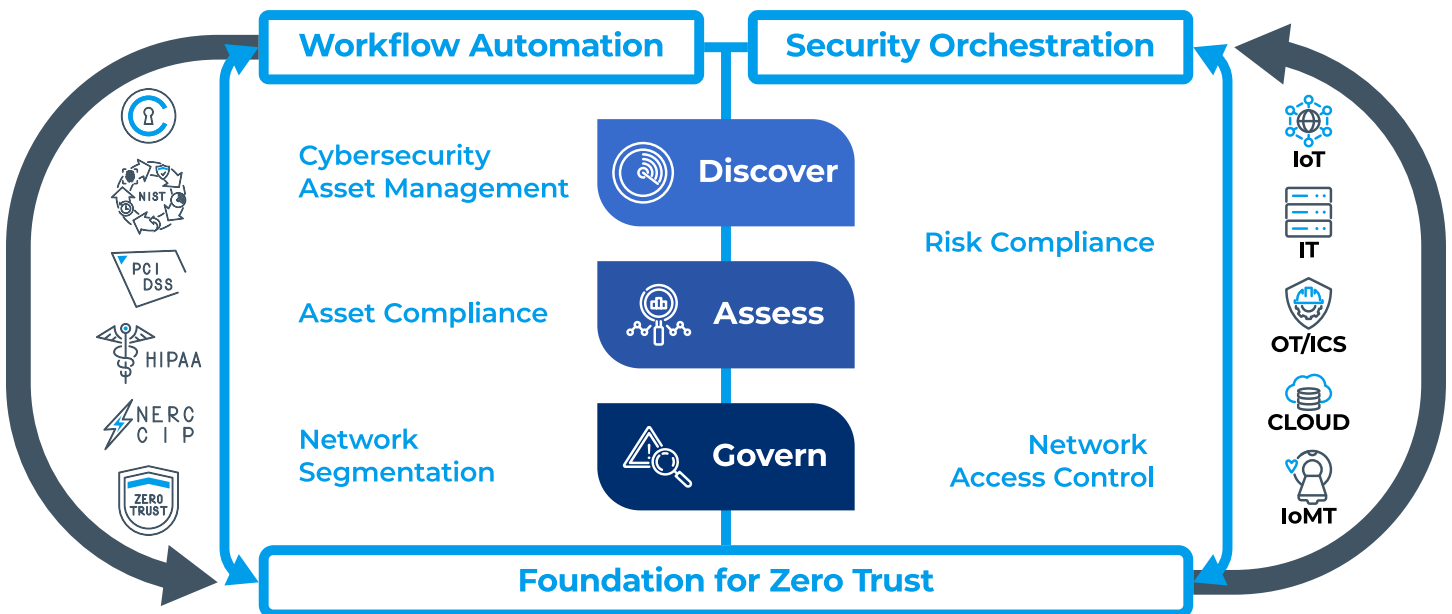 Workflow Automation
Security Orchestration
NIST
PCI
DSS
HIPAA
NERC
CIP
ZERO
TRUST
Cybersecurity
Asset Management
Asset Compliance
Network
Segmentation
Discover
Assess
Govern
Risk Compliance
Network
Access Control
IoT
IT
OT/ICS
CLOUD
IoMT
Foundation for Zero Trust